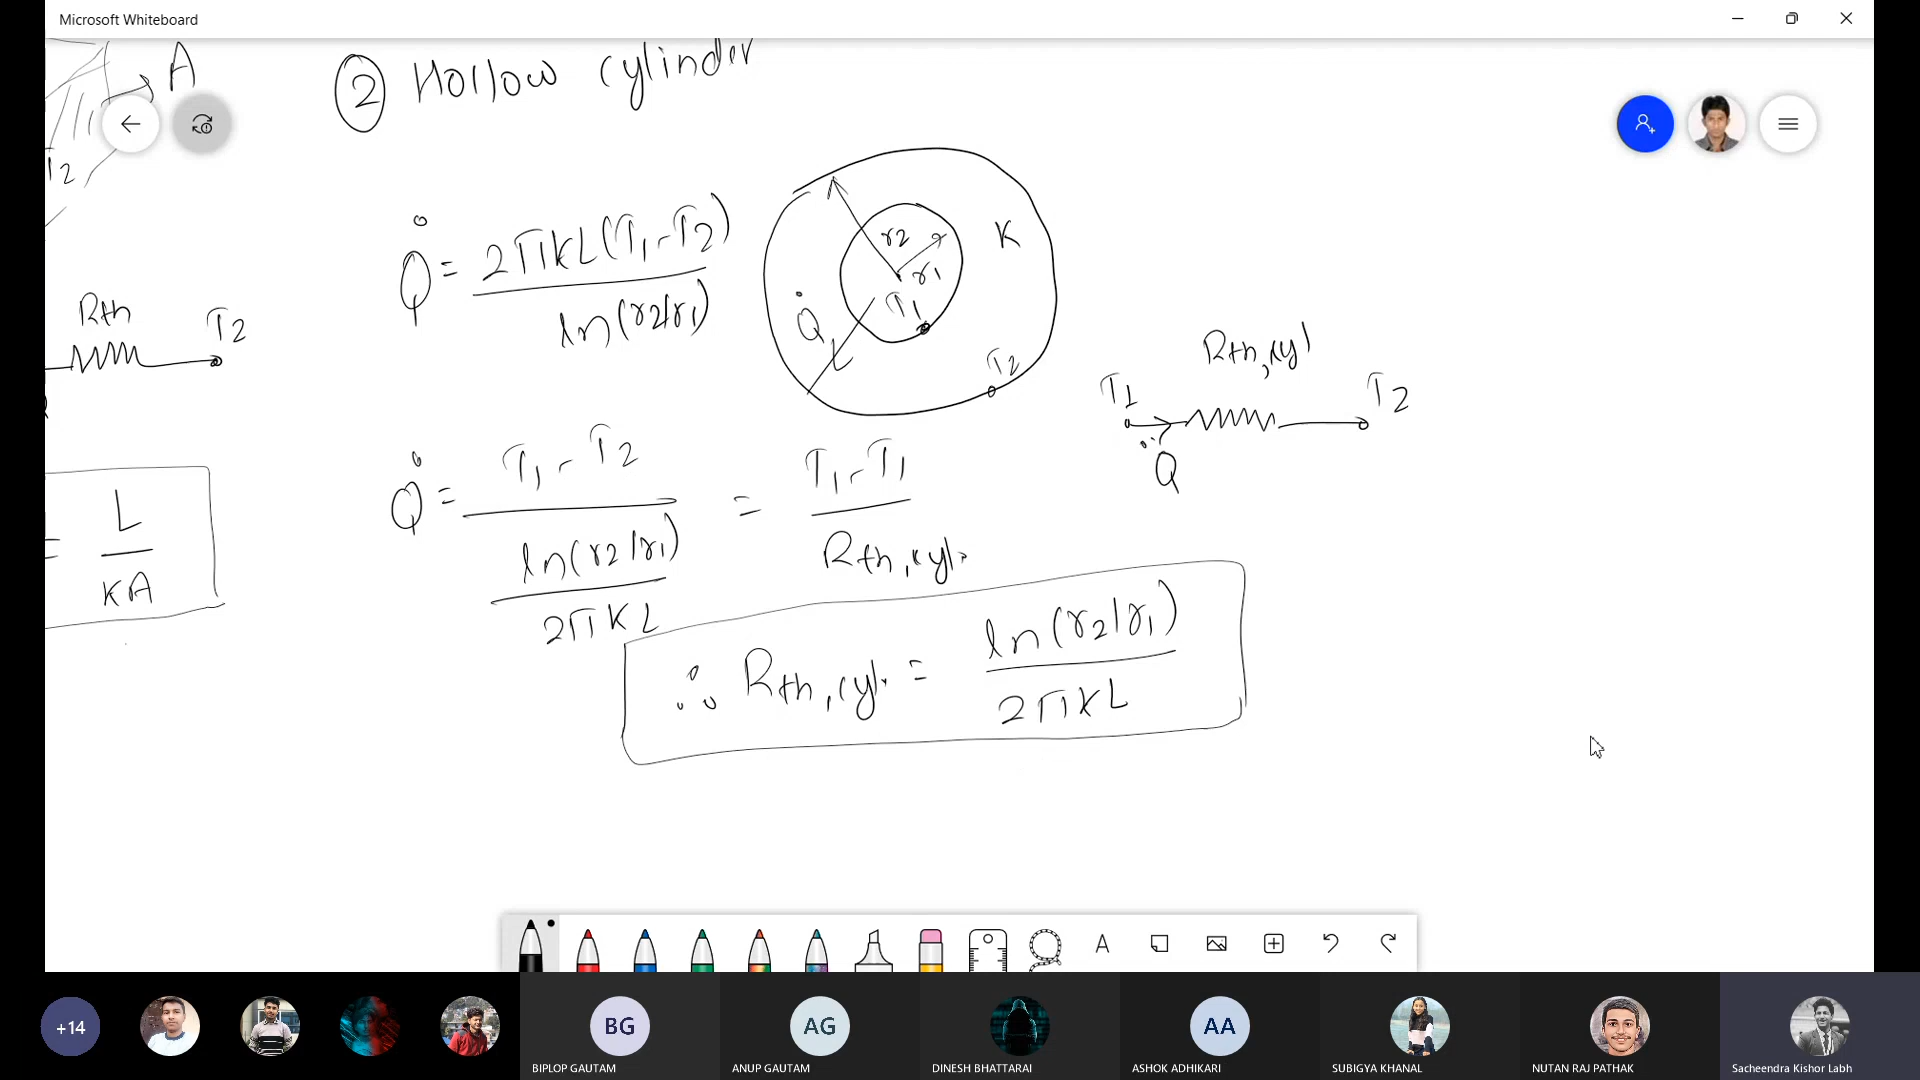 Microsoft Whiteboard
A
② Hollow cylinder
T2
Q̇ = 2πkL(T1-T2) / ln(r2/r1)
r2
r1
K
T1
Q̇
L
T2
Rth
T2
Rth,cyl
T1
T2
Q̇
Q̇ = T1-T2 / (ln(r2/r1) / 2πKL) = T1-T1 / Rth,cyl.
= L / KA
∴ Rth,cyl. = ln(r2/r1) / 2πKL
A
+14
BG
AG
AA
BIPLOP GAUTAM
ANUP GAUTAM
DINESH BHATTARAI
ASHOK ADHIKARI
SUBIGYA KHANAL
NUTAN RAJ PATHAK
Sacheendra Kishor Labh